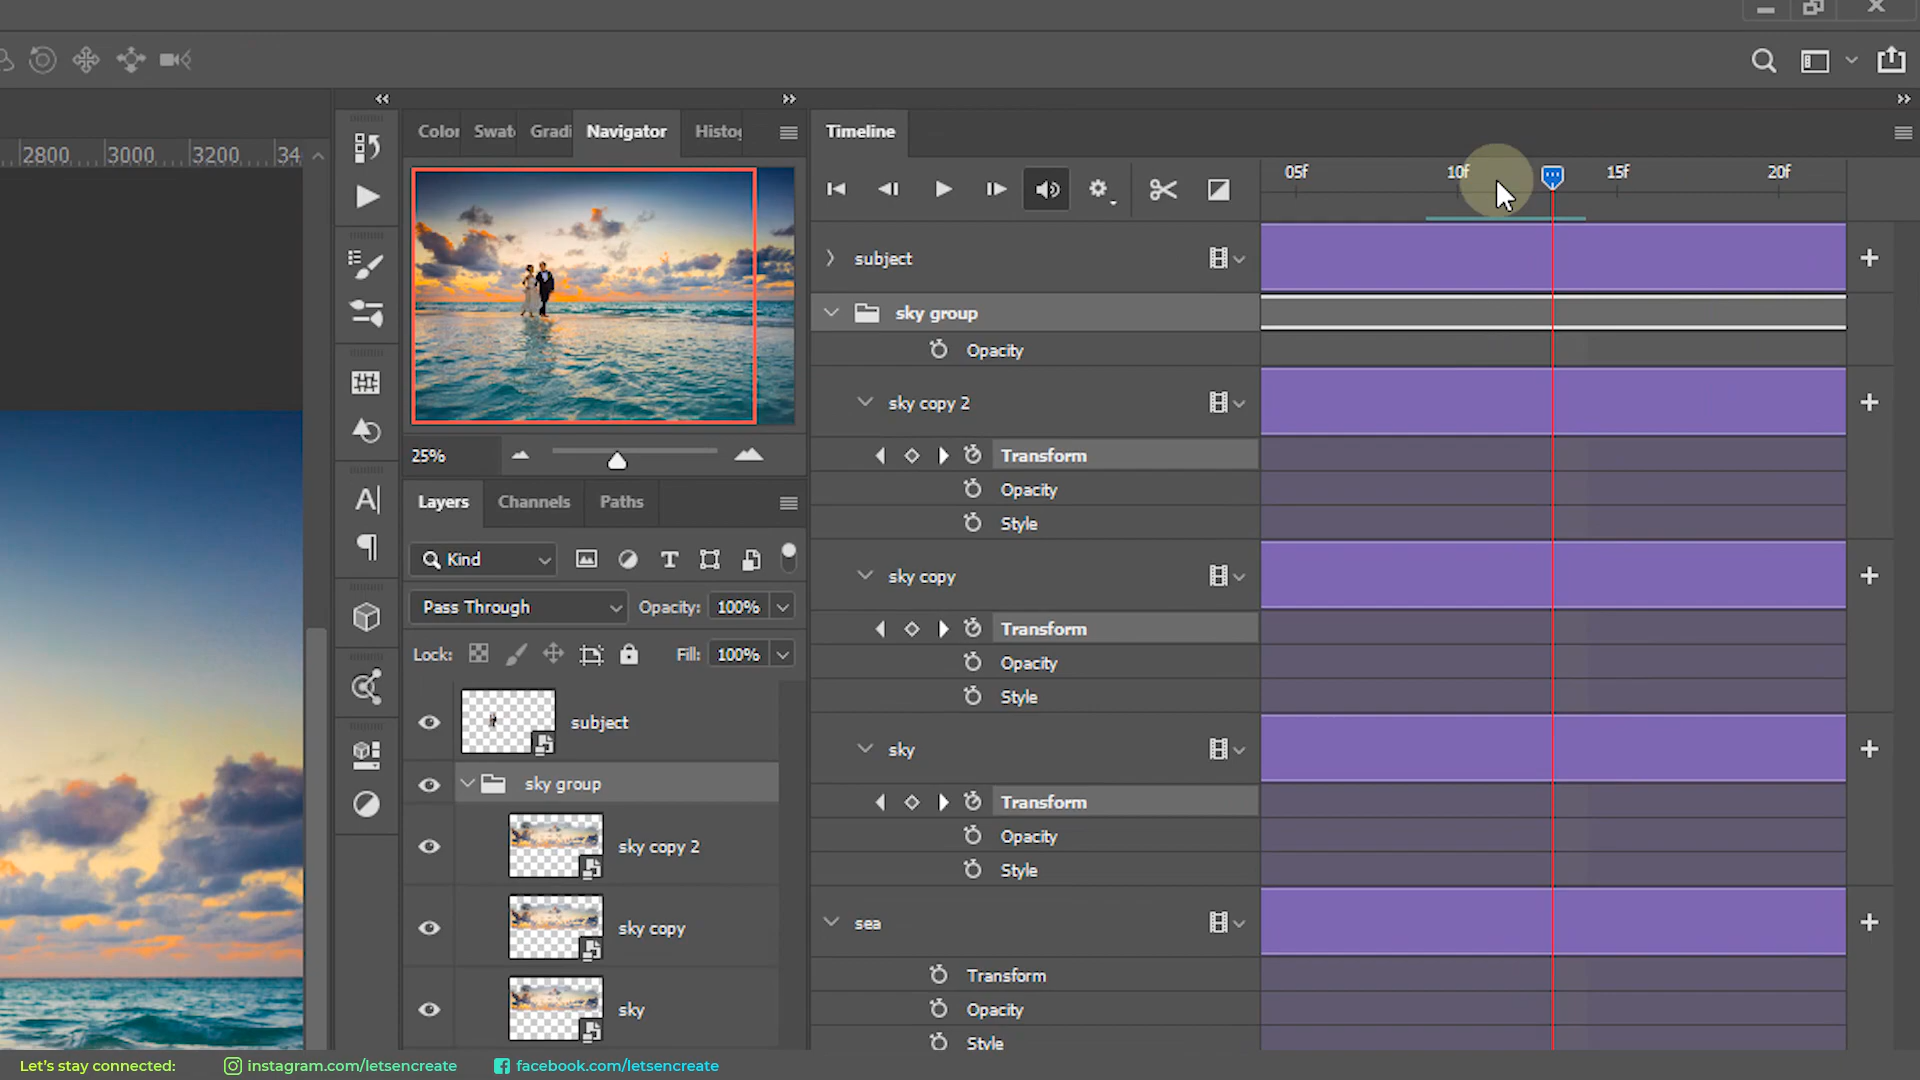 2800 3000 3200 34
Color Swat Gradi Navigator Histog
25%
Layers Channels Paths
Kind
Pass Through Opacity: 100%
Lock: Fill: 100%
subject
sky group
sky copy 2
sky copy
sky
Timeline
05f 10f 15f 20f
subject
sky group
Opacity
sky copy 2
Transform
Opacity
Style
sky copy
Transform
Opacity
Style
sky
Transform
Opacity
Style
sea
Transform
Opacity
Style
Let's stay connected: instagram.com/letsencreate facebook.com/letsencreate